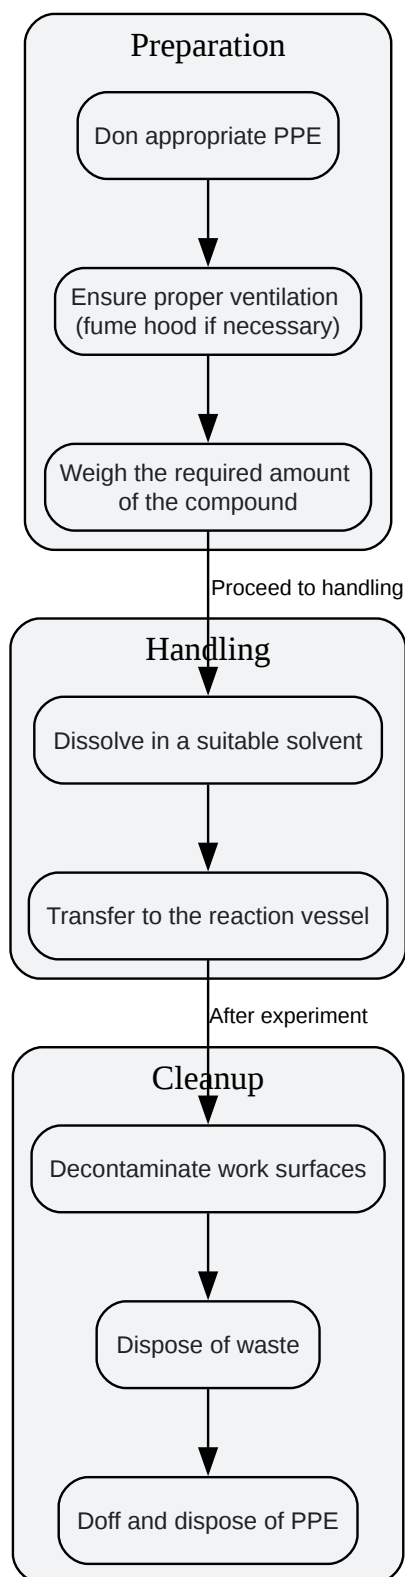 Preparation
Don appropriate PPE
Ensure proper ventilation
(fume hood if necessary)
Weigh the required amount
of the compound
Proceed to handling
Handling
Dissolve in a suitable solvent
Transfer to the reaction vessel
After experiment
Cleanup
Decontaminate work surfaces
Dispose of waste
Doff and dispose of PPE